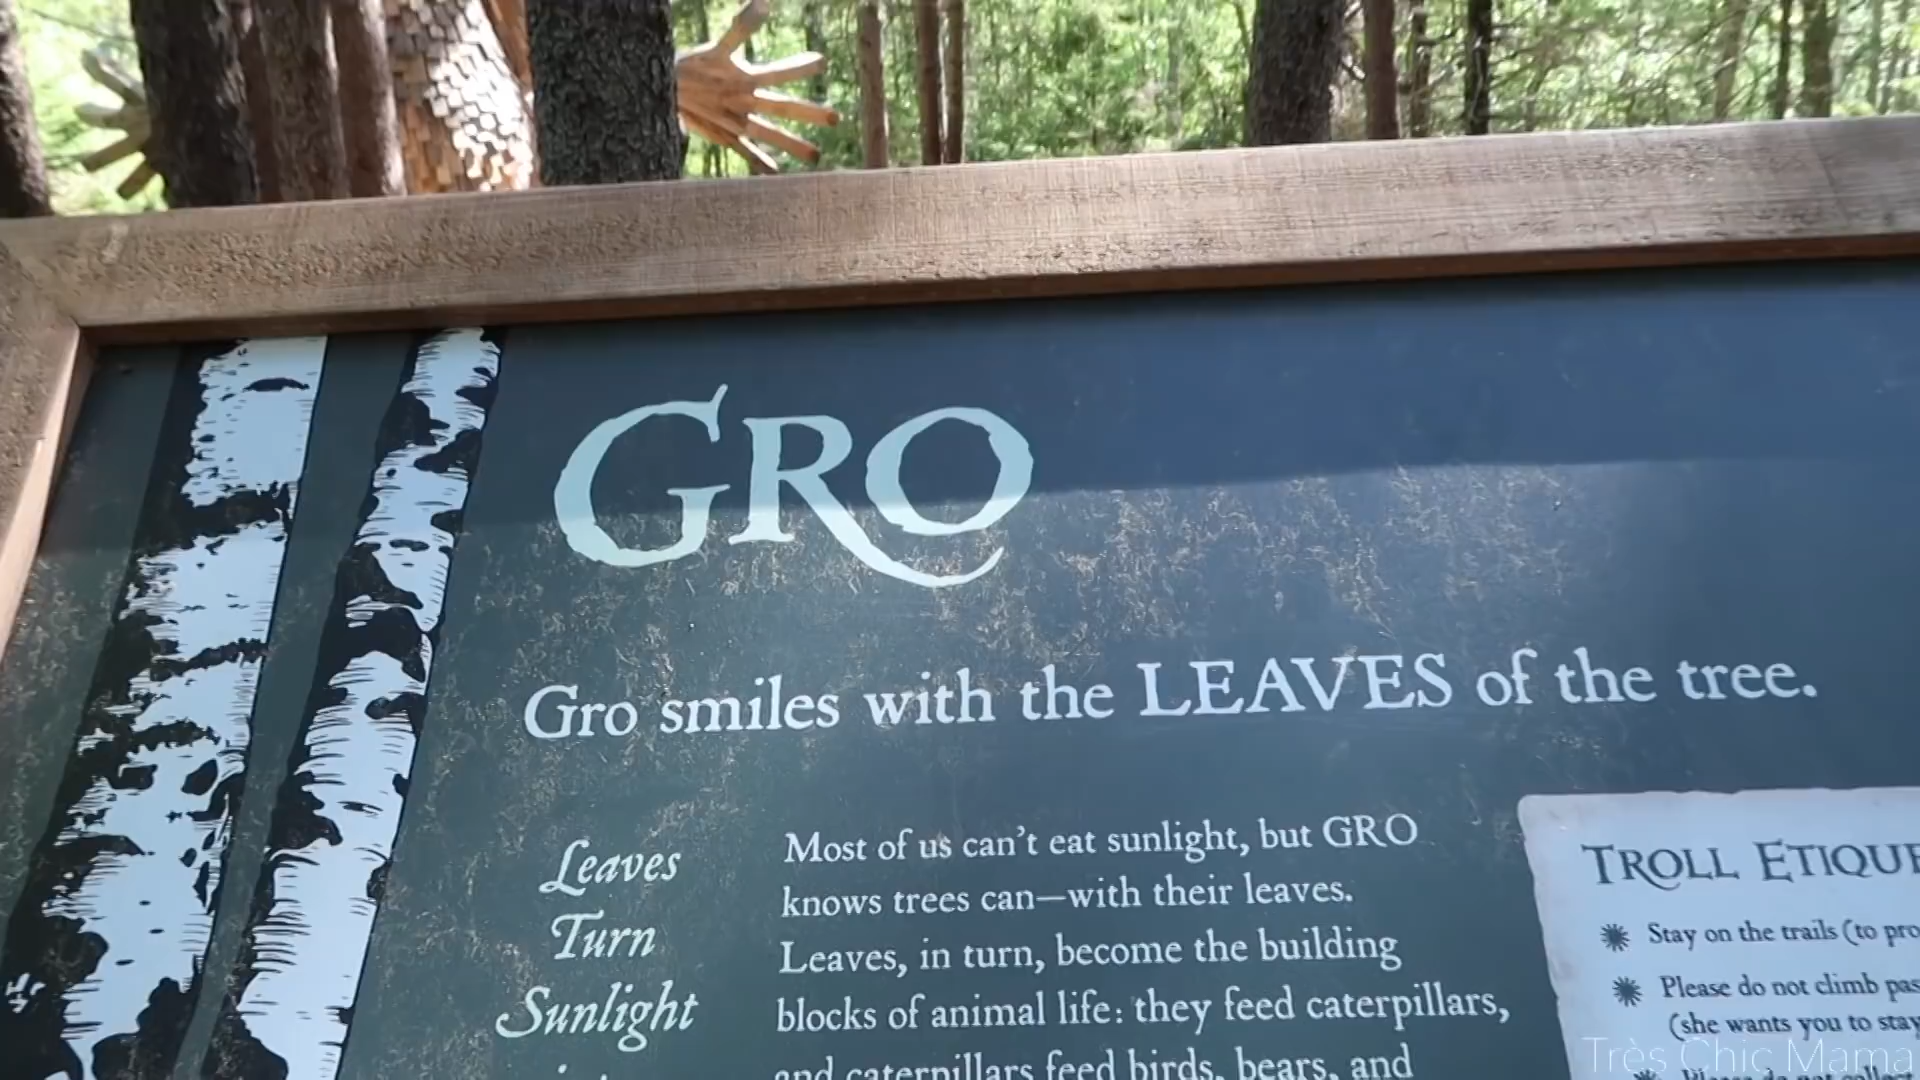 GRO
Gro smiles with the LEAVES of the tree.
Leaves
Turn
Sunlight
Most of us can't eat sunlight, but GRO
knows trees can—with their leaves.
Leaves, in turn, become the building
blocks of animal life: they feed caterpillars,
and caterpillars feed birds, bears, and
TROLL ETIQUE
Stay on the trails (to pro
Please do not climb pas
(she wants you to stay
Très Chic Mama